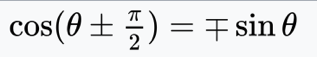 cos(θ ± π/2) = ∓ sin θ